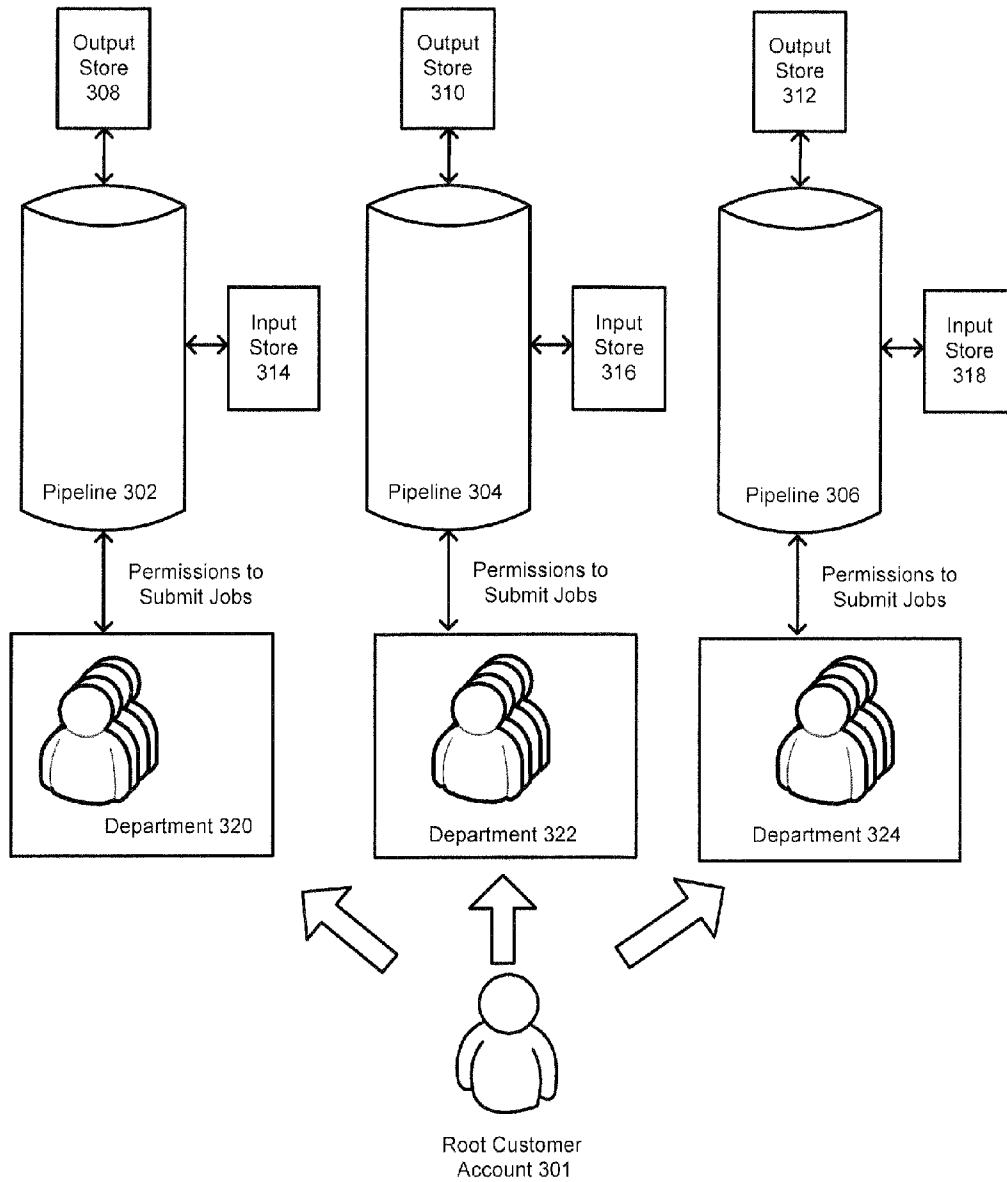 Output
Store
308
Output
Store
310
Output
Store
312
Input
Store
314
Input
Store
316
Input
Store
318
Pipeline 302
Pipeline 304
Pipeline 306
Permissions to
Submit Jobs
Permissions to
Submit Jobs
Permissions to
Submit Jobs
Department 320
Department 322
Department 324
Root Customer
Account 301